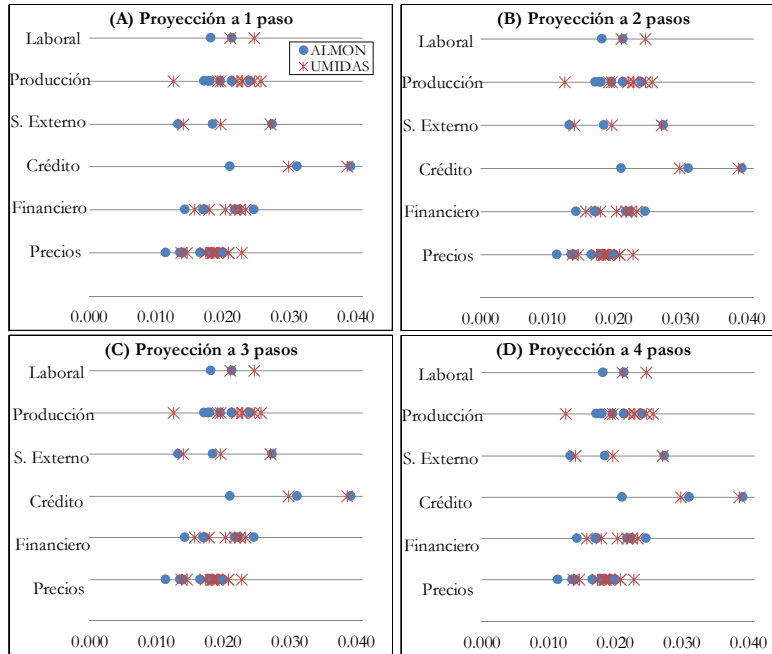 (A) Proyección a 1 paso
Laboral
ALMON
UMIDAS
Producción
S. Externo
Crédito
Financiero
Precios
0.000 0.010 0.020 0.030 0.040
(B) Proyección a 2 pasos
Laboral
Producción
S. Externo
Crédito
Financiero
Precios
0.000 0.010 0.020 0.030 0.040
(C) Proyección a 3 pasos
Laboral
Producción
S. Externo
Crédito
Financiero
Precios
0.000 0.010 0.020 0.030 0.040
(D) Proyección a 4 pasos
Laboral
Producción
S. Externo
Crédito
Financiero
Precios
0.000 0.010 0.020 0.030 0.040